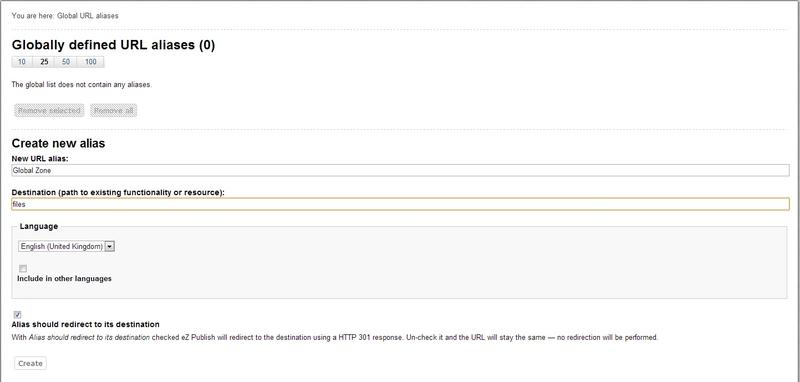 You are here: Global URL aliases
Globally defined URL aliases (0)
10 25 50 100
The global list does not contain any aliases.
Remove selected Remove all
Create new alias
New URL alias:
Global Zone
Destination (path to existing functionality or resource):
files
Language
English (United Kingdom)
Include in other languages
Alias should redirect to its destination
With Alias should redirect to its destination checked eZ Publish will redirect to the destination using a HTTP 301 response. Un-check it and the URL will stay the same — no redirection will be performed.
Create